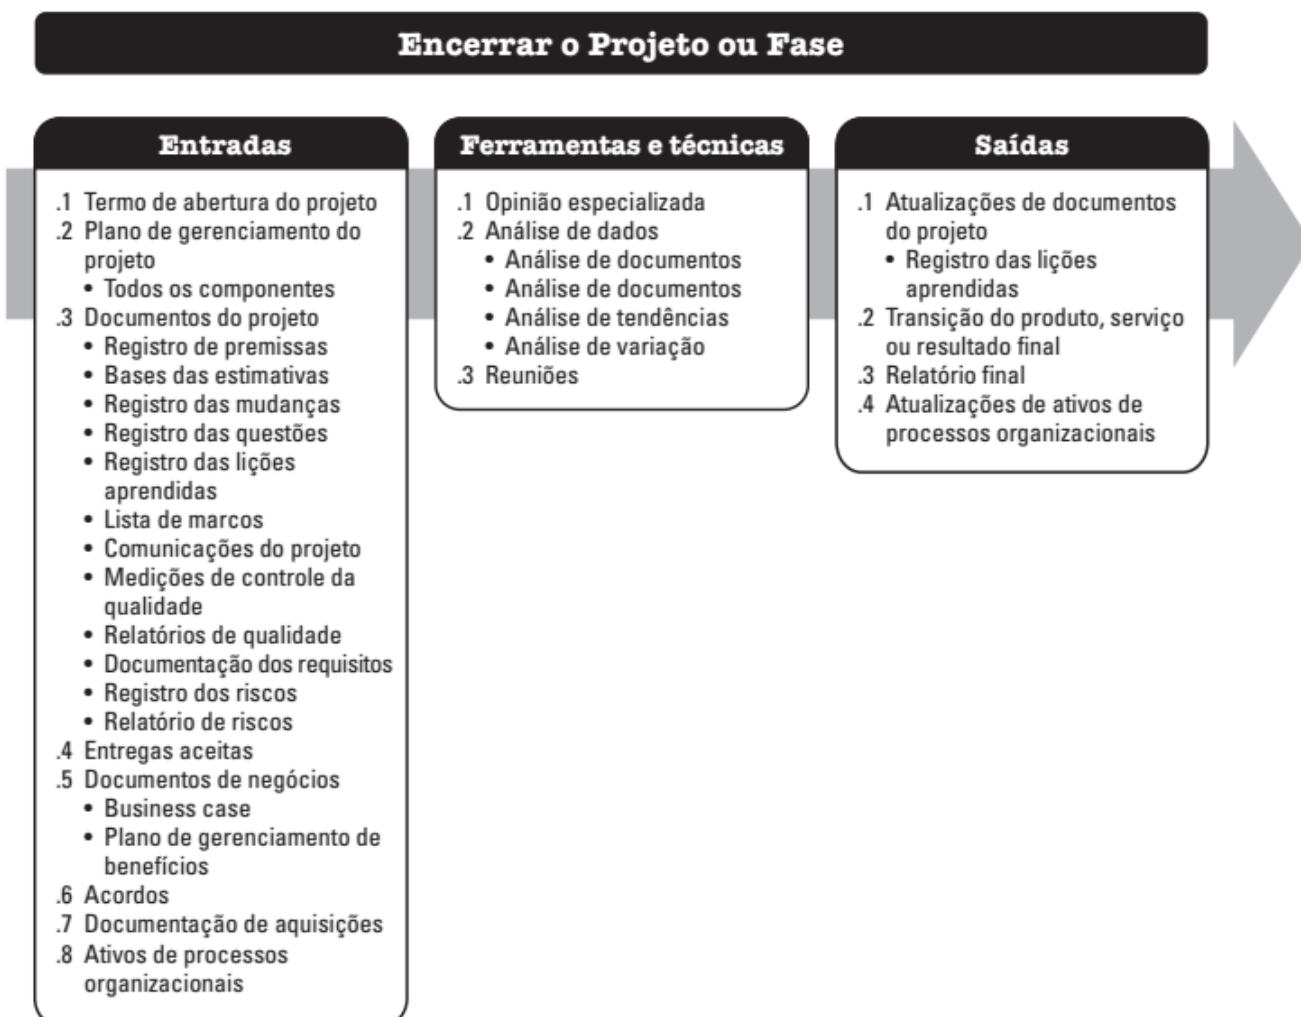 Encerrar o Projeto ou Fase
Entradas
.1 Termo de abertura do projeto
.2 Plano de gerenciamento do
projeto
• Todos os componentes
.3 Documentos do projeto
• Registro de premissas
• Bases das estimativas
• Registro das mudanças
• Registro das questões
• Registro das lições
aprendidas
• Lista de marcos
• Comunicações do projeto
• Medições de controle da
qualidade
• Relatórios de qualidade
• Documentação dos requisitos
• Registro dos riscos
• Relatório de riscos
.4 Entregas aceitas
.5 Documentos de negócios
• Business case
• Plano de gerenciamento de
benefícios
.6 Acordos
.7 Documentação de aquisições
.8 Ativos de processos
organizacionais
Ferramentas e técnicas
.1 Opinião especializada
.2 Análise de dados
• Análise de documentos
• Análise de documentos
• Análise de tendências
• Análise de variação
.3 Reuniões
Saídas
.1 Atualizações de documentos
do projeto
• Registro das lições
aprendidas
.2 Transição do produto, serviço
ou resultado final
.3 Relatório final
.4 Atualizações de ativos de
processos organizacionais